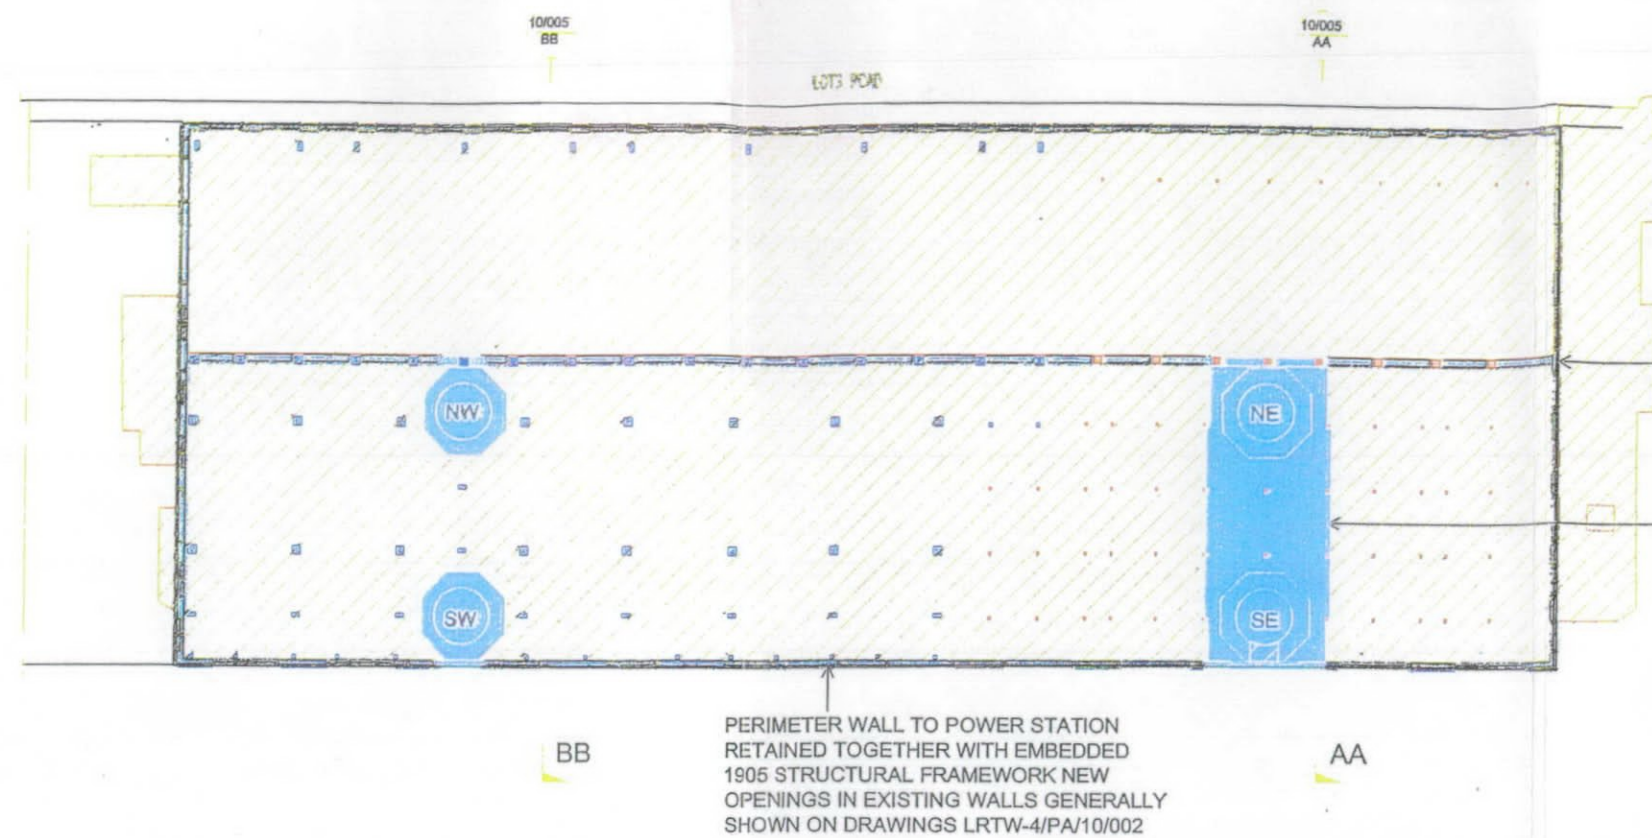 10/005
BB
10/005
AA
LOTS ROAD
NW
NE
SW
SE
BB
AA
PERIMETER WALL TO POWER STATION
RETAINED TOGETHER WITH EMBEDDED
1905 STRUCTURAL FRAMEWORK NEW
OPENINGS IN EXISTING WALLS GENERALLY
SHOWN ON DRAWINGS LRTW-4/PA/10/002